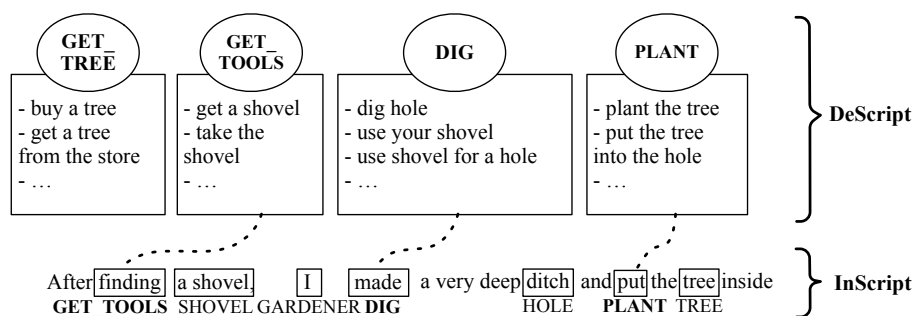 GET_
TREE
GET_
TOOLS
DIG
PLANT
- buy a tree
- get a tree
from the store
- …
- get a shovel
- take the
shovel
- …
- dig hole
- use your shovel
- use shovel for a hole
- …
- plant the tree
- put the tree
into the hole
- …
DeScript
After finding a shovel, I made a very deep ditch and put the tree inside
GET TOOLS SHOVEL GARDENER DIG HOLE PLANT TREE
InScript